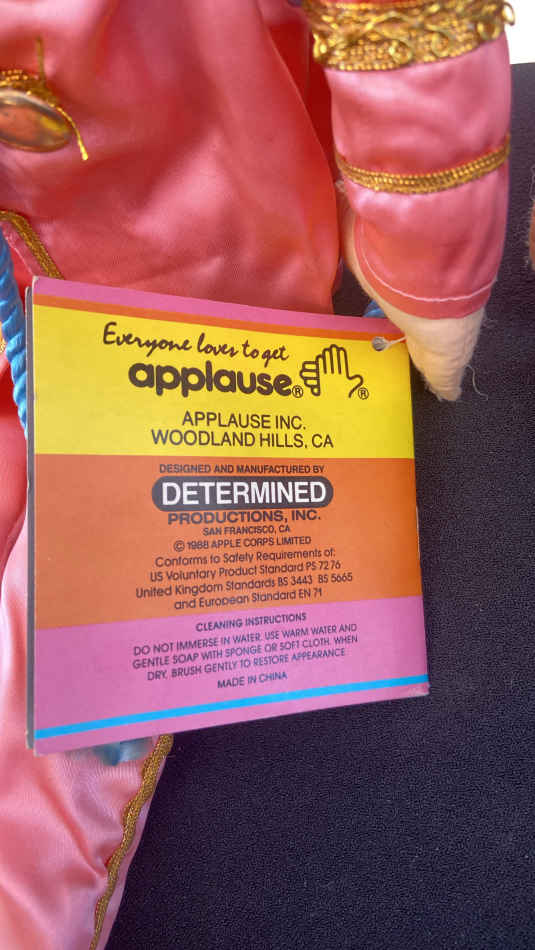 Everyone loves to get
applause®®
APPLAUSE INC.
WOODLAND HILLS, CA
DESIGNED AND MANUFACTURED BY
DETERMINED
PRODUCTIONS, INC.
SAN FRANCISCO, CA
© 1988 APPLE CORPS LIMITED
Conforms to Safety Requirements of:
US Voluntary Product Standard PS 72 76
United Kingdom Standards BS 3443 BS 5665
and European Standard EN 71
CLEANING INSTRUCTIONS
DO NOT IMMERSE IN WATER. USE WARM WATER AND
GENTLE SOAP WITH SPONGE OR SOFT CLOTH. WHEN
DRY, BRUSH GENTLY TO RESTORE APPEARANCE
MADE IN CHINA